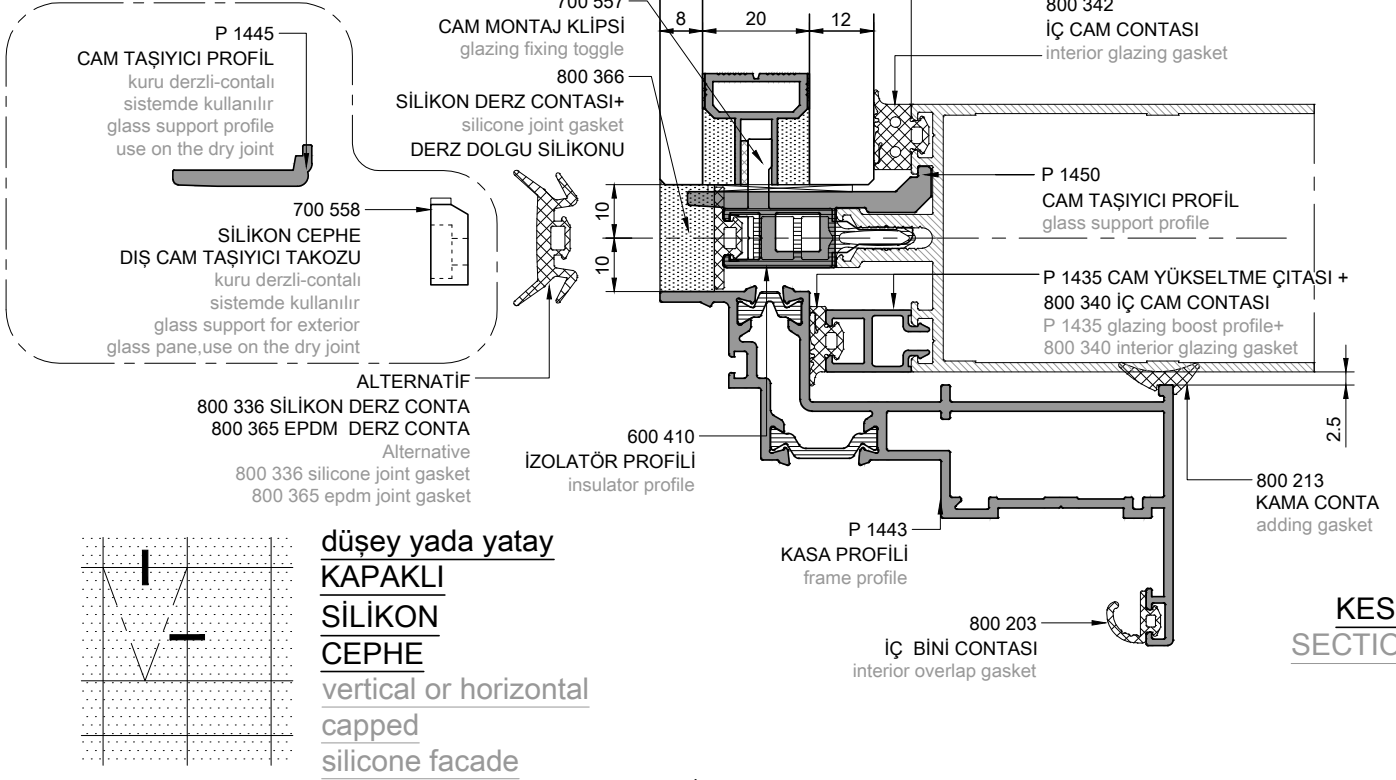 P 1445
CAM TAŞIYICI PROFİL
kuru derzli-contalı
sistemde kullanılır
glass support profile
use on the dry joint
700 558
SİLİKON CEPHE
DIŞ CAM TAŞIYICI TAKOZU
kuru derzli-contalı
sistemde kullanılır
glass support for exterior
glass pane,use on the dry joint
700 557
CAM MONTAJ KLİPSİ
glazing fixing toggle
800 366
SİLİKON DERZ CONTASI+
silicone joint gasket
DERZ DOLGU SİLİKONU
8
20
12
10
10
800 342
İÇ CAM CONTASI
interior glazing gasket
P 1450
CAM TAŞIYICI PROFİL
glass support profile
P 1435 CAM YÜKSELTME ÇITASI +
800 340 İÇ CAM CONTASI
P 1435 glazing boost profile+
800 340 interior glazing gasket
2.5
ALTERNATİF
800 336 SİLİKON DERZ CONTA
800 365 EPDM DERZ CONTA
Alternative
800 336 silicone joint gasket
800 365 epdm joint gasket
600 410
İZOLATÖR PROFİLİ
insulator profile
800 213
KAMA CONTA
adding gasket
P 1443
KASA PROFİLİ
frame profile
800 203
İÇ BİNİ CONTASI
interior overlap gasket
düşey yada yatay
KAPAKLI
SİLİKON
CEPHE
vertical or horizontal
capped
silicone facade
KES
SECTIO